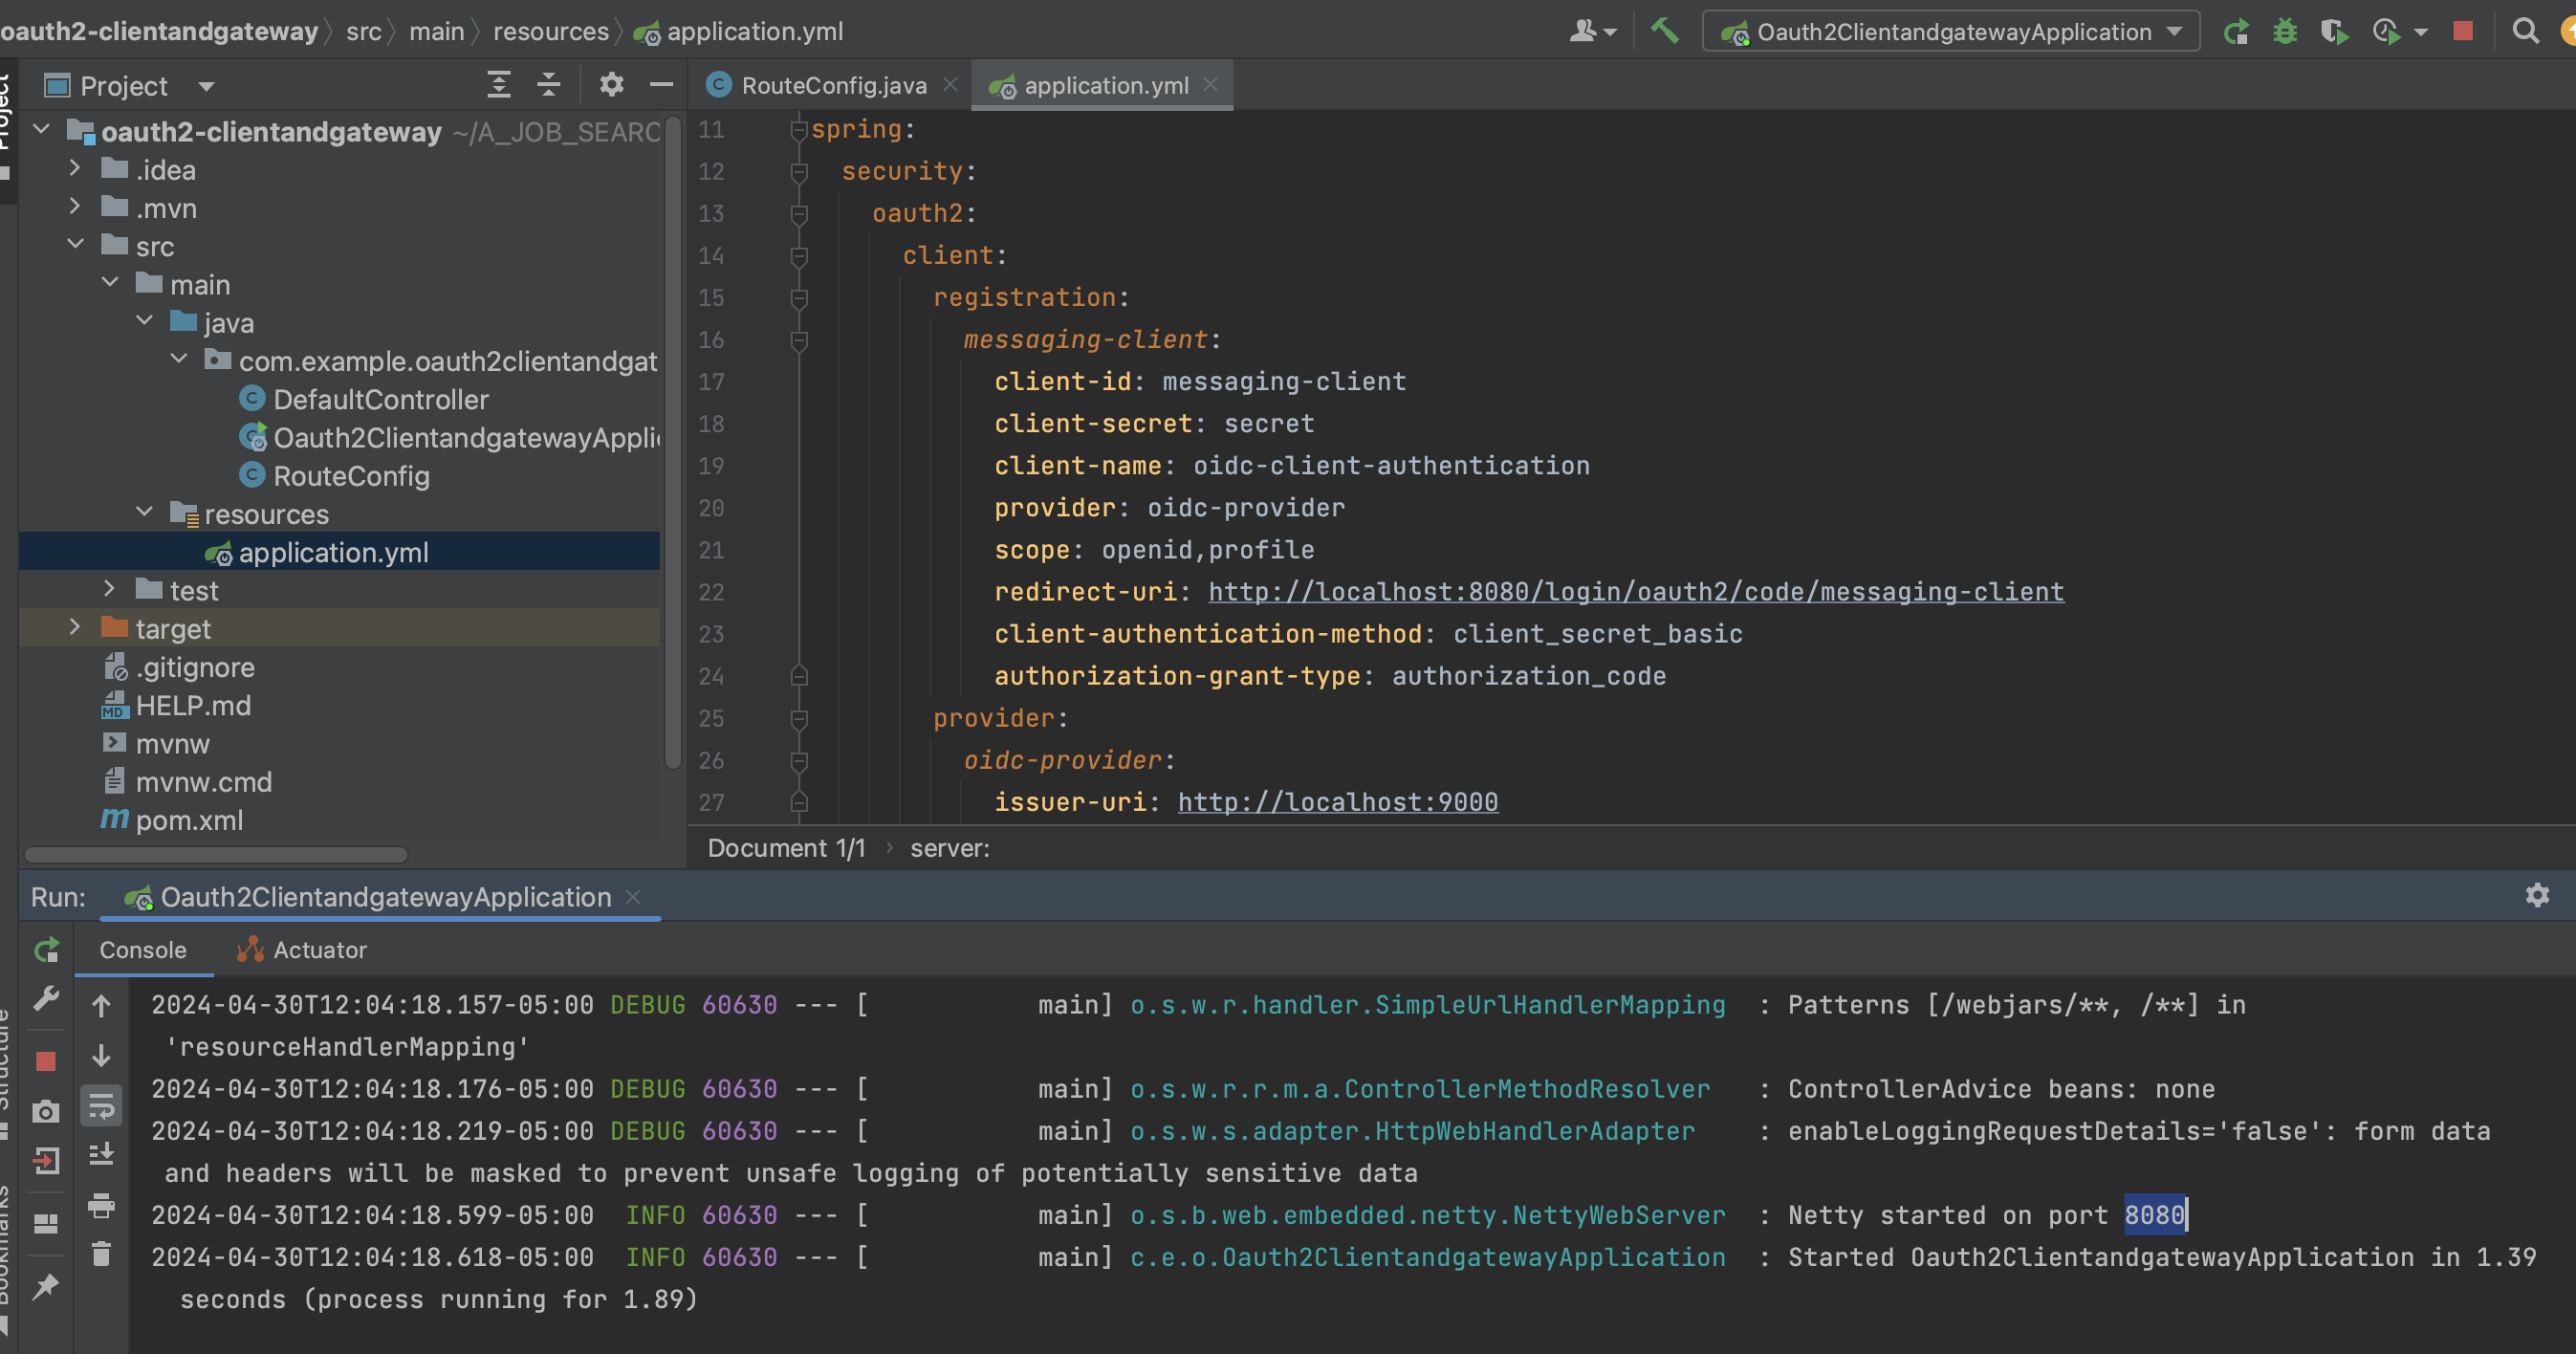 oauth2-clientandgateway › src › main › resources › application.yml
Oauth2ClientandgatewayApplication
Project
Project
RouteConfig.java
application.yml
oauth2-clientandgateway ~/A_JOB_SEARC
.idea
.mvn
src
main
java
com.example.oauth2clientandgat
DefaultController
Oauth2ClientandgatewayAppli
RouteConfig
resources
application.yml
test
target
.gitignore
HELP.md
mvnw
mvnw.cmd
pom.xml
11 spring:
12 security:
13 oauth2:
14 client:
15 registration:
16 messaging-client:
17 client-id: messaging-client
18 client-secret: secret
19 client-name: oidc-client-authentication
20 provider: oidc-provider
21 scope: openid,profile
22 redirect-uri: http://localhost:8080/login/oauth2/code/messaging-client
23 client-authentication-method: client_secret_basic
24 authorization-grant-type: authorization_code
25 provider:
26 oidc-provider:
27 issuer-uri: http://localhost:9000
Document 1/1 › server:
Run: Oauth2ClientandgatewayApplication
Console Actuator
Structure
Bookmarks
2024-04-30T12:04:18.157-05:00 DEBUG 60630 --- [ main] o.s.w.r.handler.SimpleUrlHandlerMapping : Patterns [/webjars/**, /**] in
'resourceHandlerMapping'
2024-04-30T12:04:18.176-05:00 DEBUG 60630 --- [ main] o.s.w.r.r.m.a.ControllerMethodResolver : ControllerAdvice beans: none
2024-04-30T12:04:18.219-05:00 DEBUG 60630 --- [ main] o.s.w.s.adapter.HttpWebHandlerAdapter : enableLoggingRequestDetails='false': form data
and headers will be masked to prevent unsafe logging of potentially sensitive data
2024-04-30T12:04:18.599-05:00 INFO 60630 --- [ main] o.s.b.web.embedded.netty.NettyWebServer : Netty started on port 8080
2024-04-30T12:04:18.618-05:00 INFO 60630 --- [ main] c.e.o.Oauth2ClientandgatewayApplication : Started Oauth2ClientandgatewayApplication in 1.39
seconds (process running for 1.89)